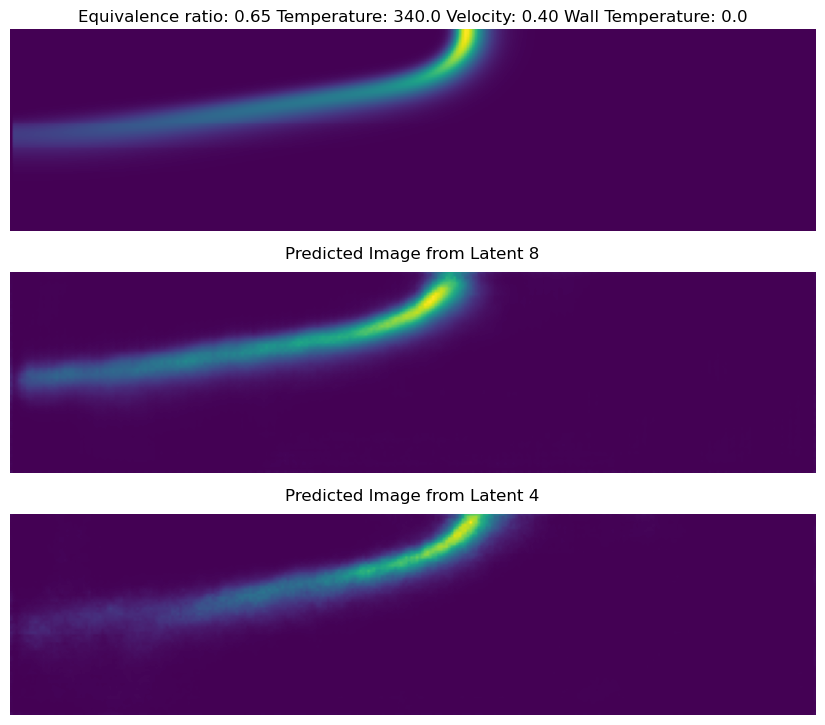 Equivalence ratio: 0.65 Temperature: 340.0 Velocity: 0.40 Wall Temperature: 0.0
Predicted Image from Latent 8
Predicted Image from Latent 4